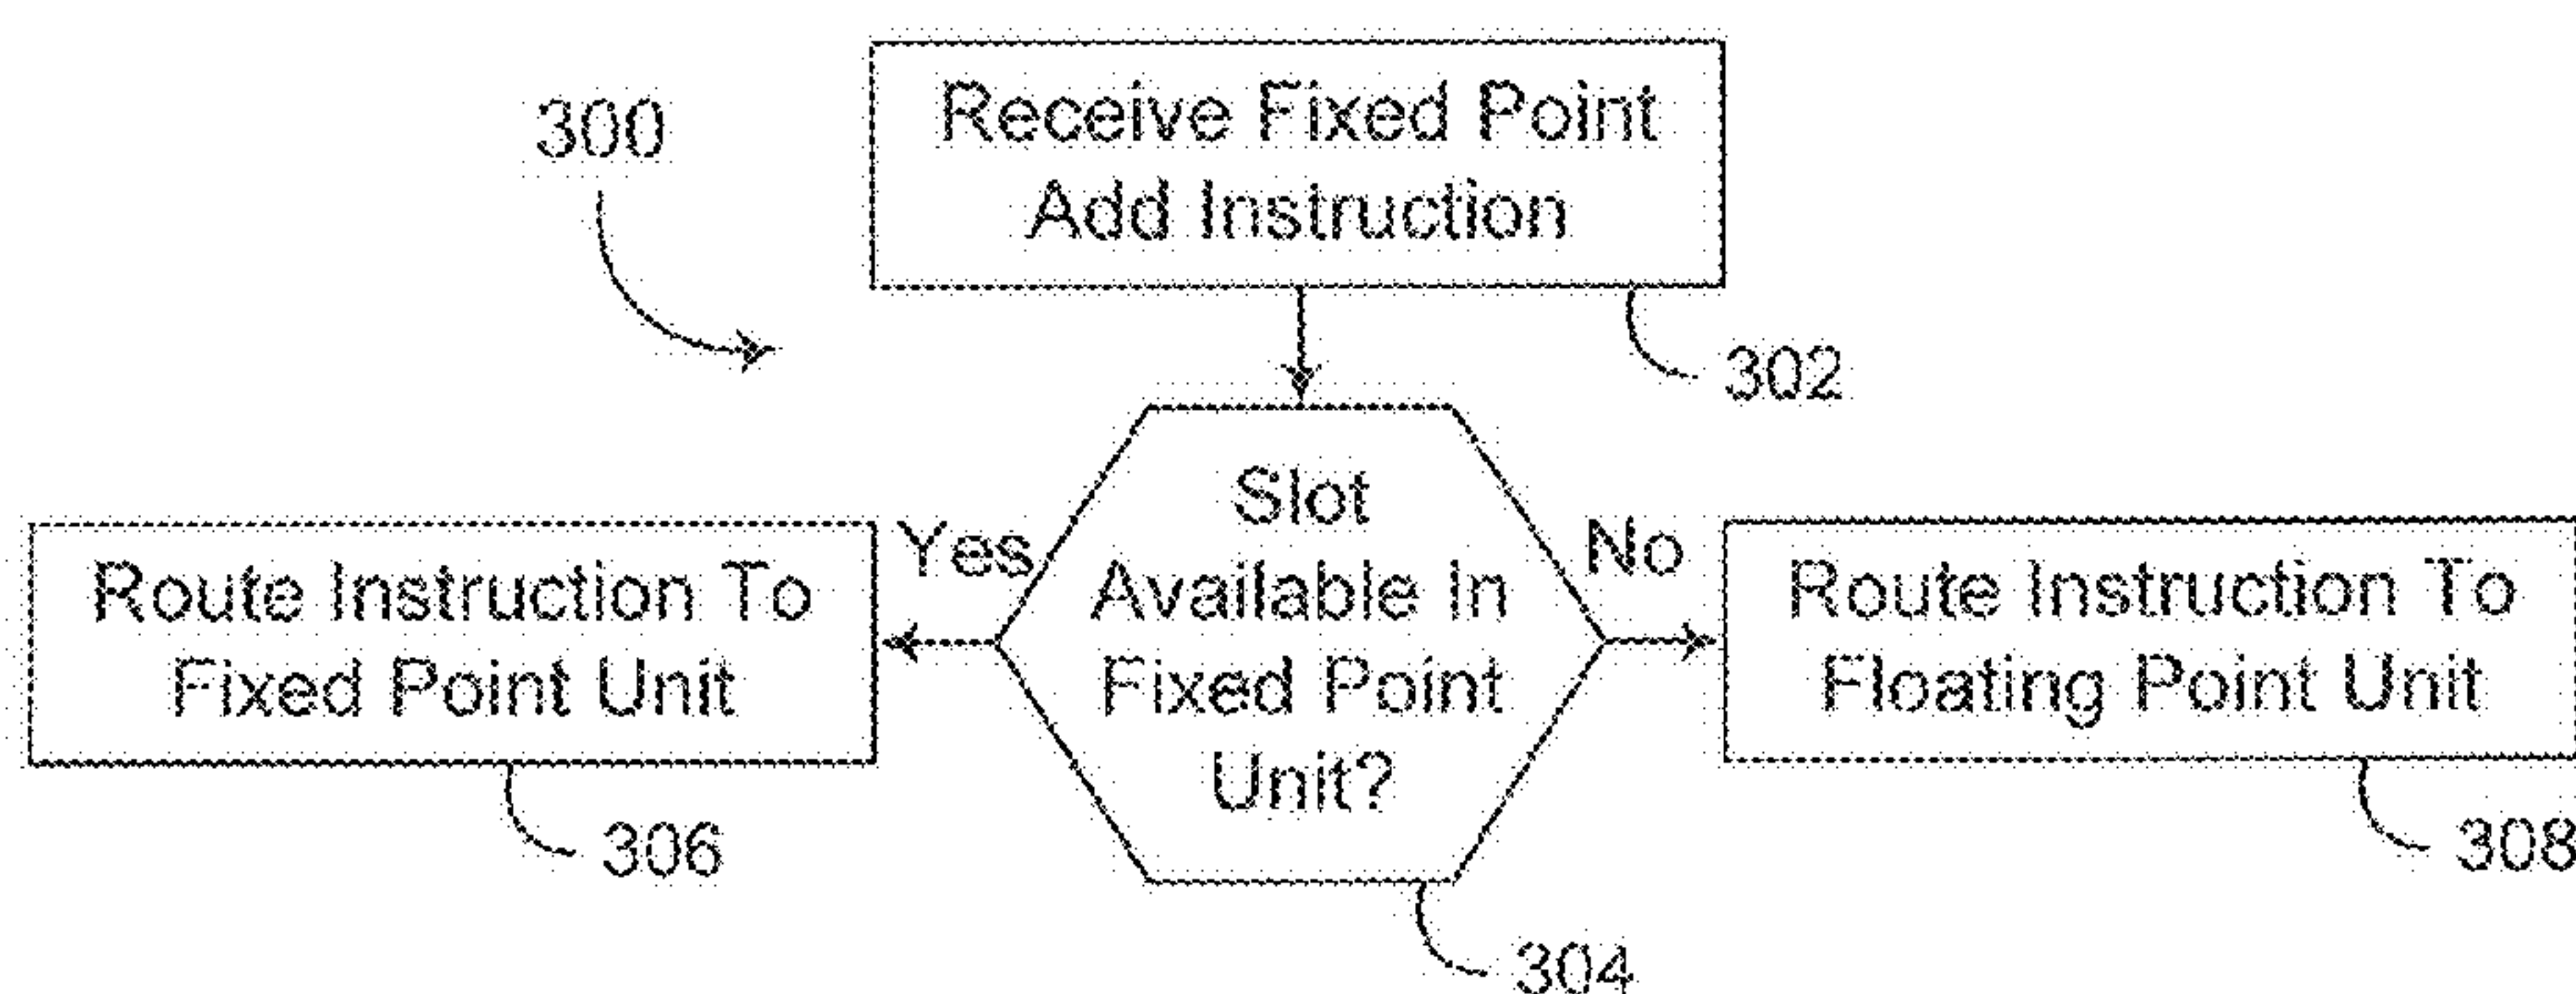 Receive Fixed Point
Add Instruction
300
302
Slot
Available In
Fixed Point
Unit?
Yes
No
Route Instruction To
Fixed Point Unit
Route Instruction To
Floating Point Unit
306
308
304